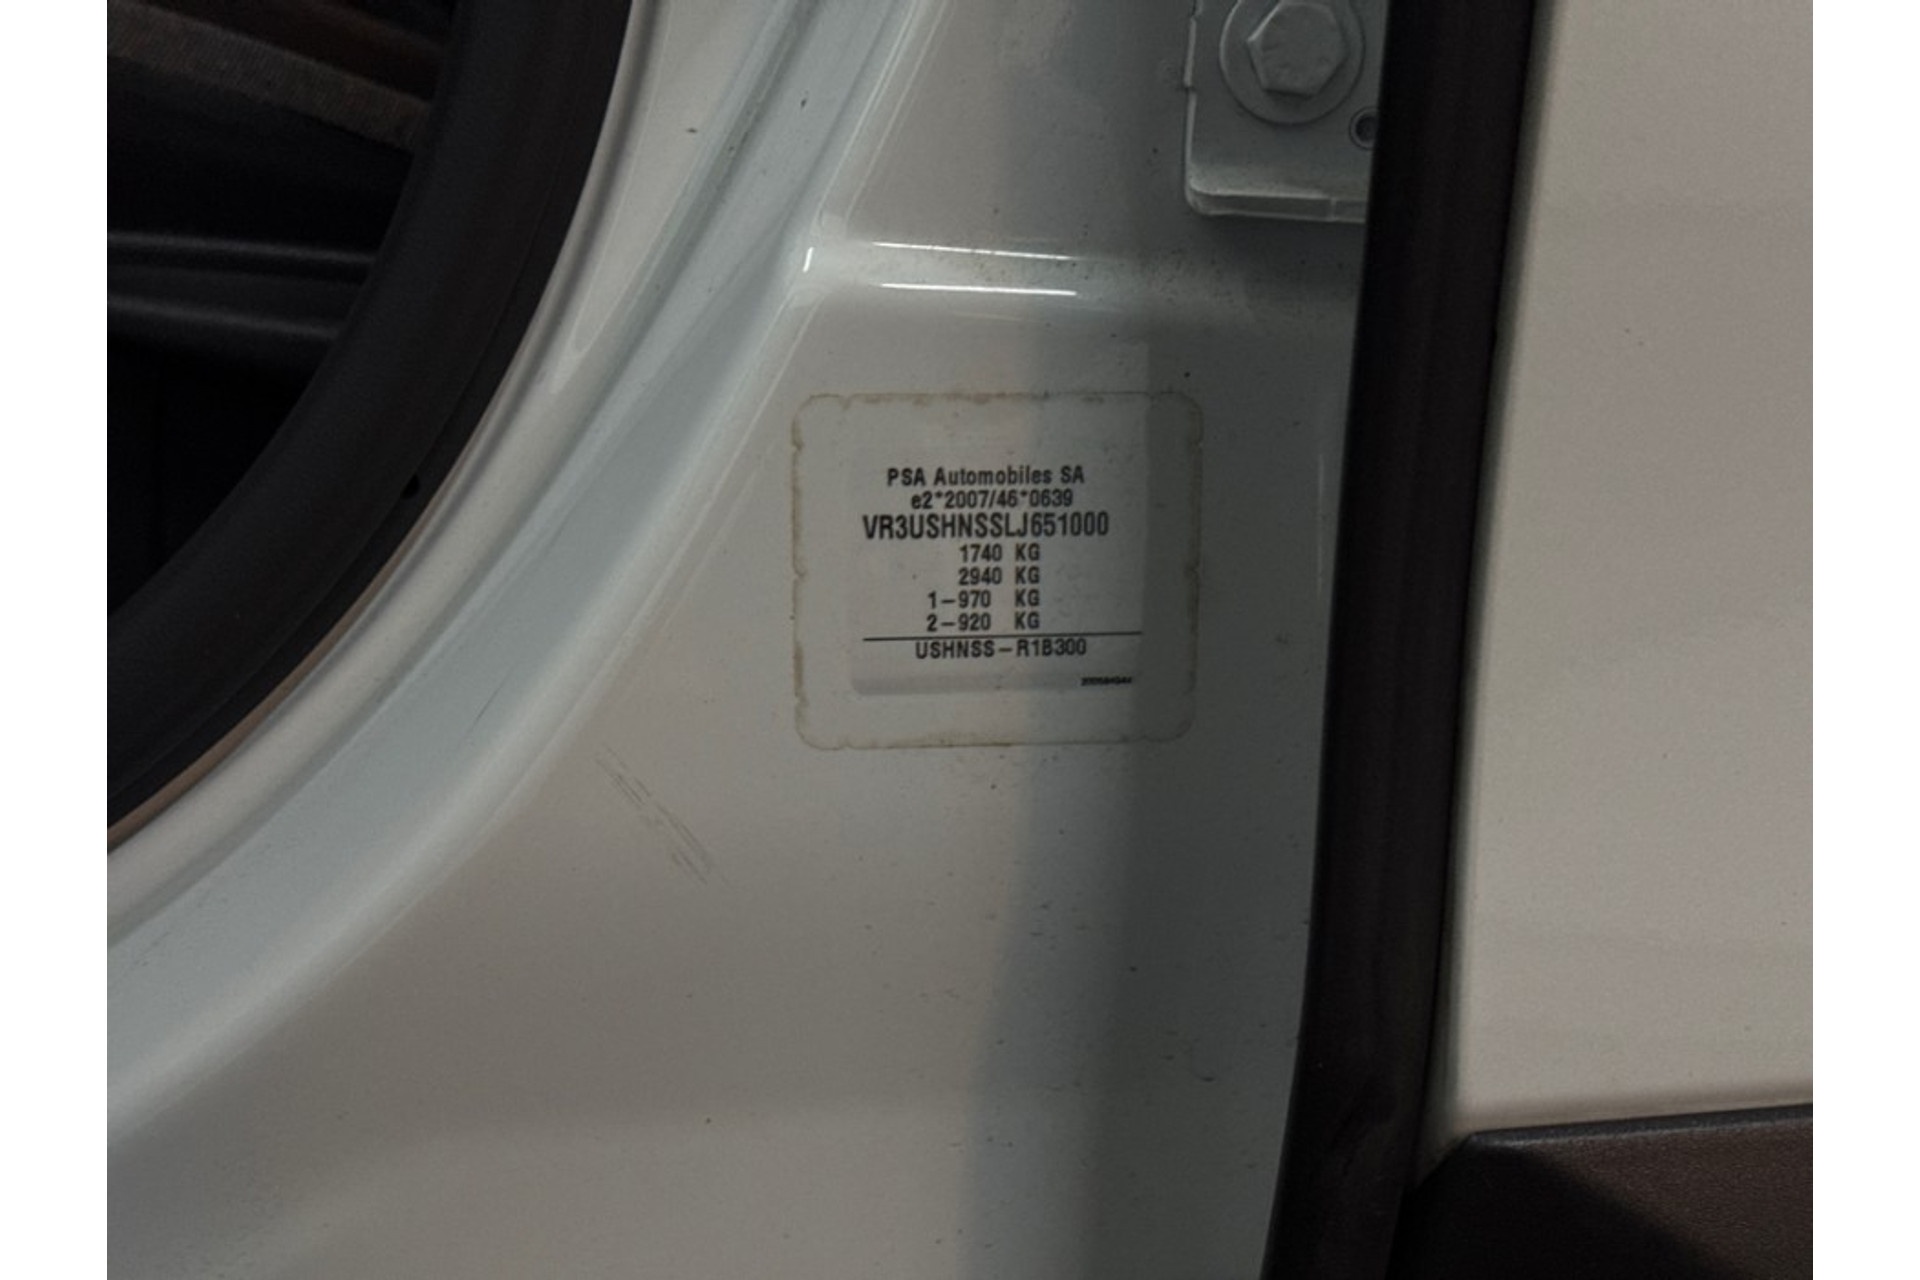 PSA Automobiles SA
e2*2007/46*0639
VR3USHNSSLJ651000
1740 KG
2940 KG
1-970 KG
2-920 KG
USHNSS-R1B300